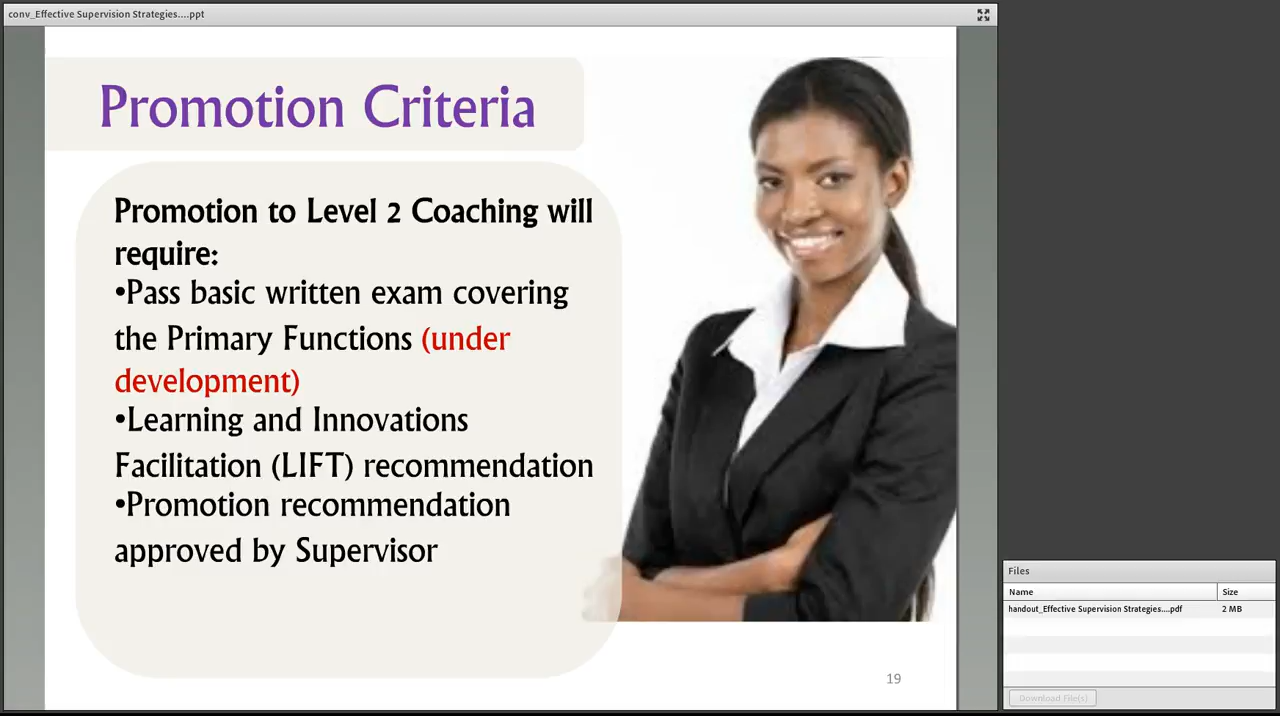 conv_Effective Supervision Strategies....ppt
Promotion Criteria
Promotion to Level 2 Coaching will
require:
•Pass basic written exam covering
the Primary Functions (under
development)
•Learning and Innovations
Facilitation (LIFT) recommendation
•Promotion recommendation
approved by Supervisor
19
Files
Name Size
handout_Effective Supervision Strategies....pdf 2 MB
Download File(s)